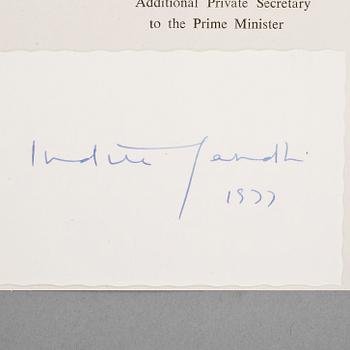 Additional Private Secretary
to the Prime Minister
Indira Gandhi
1977